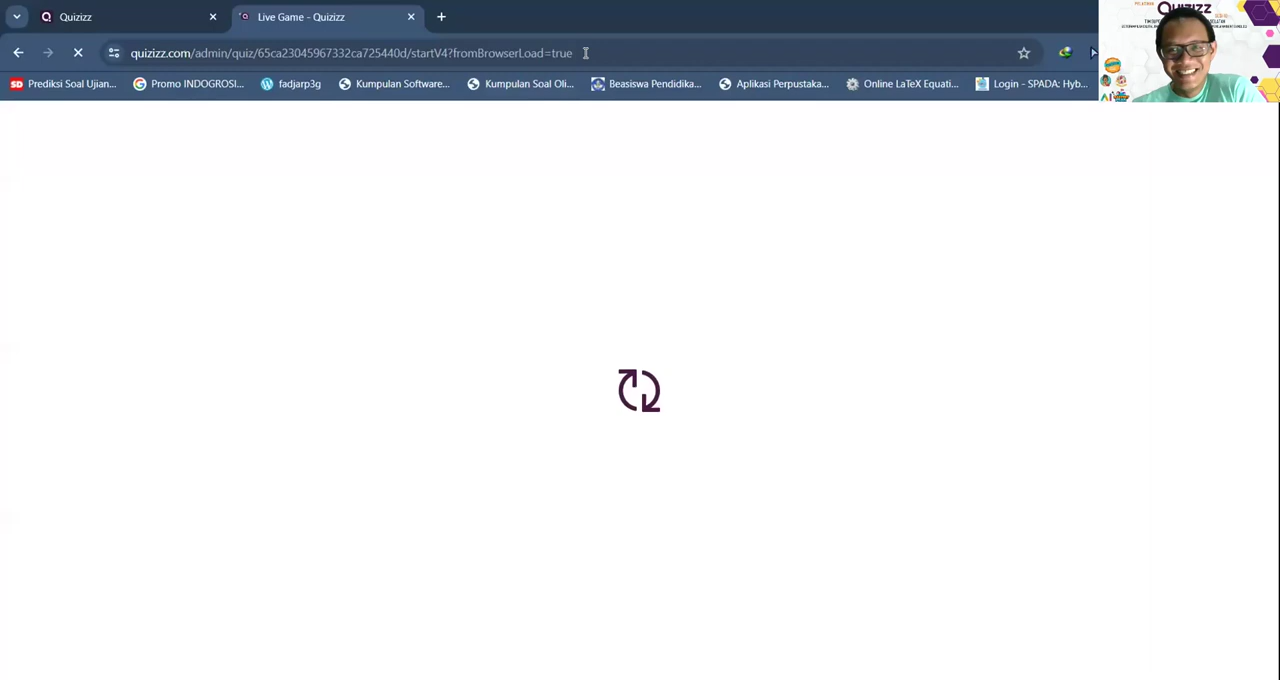 Quizizz
Live Game - Quizizz
quizizz.com/admin/quiz/65ca23045967332ca725440d/startV4?fromBrowserLoad=true
Prediksi Soal Ujian...
Promo INDOGROSI...
fadjarp3g
Kumpulan Software...
Kumpulan Soal Oli...
Beasiswa Pendidika...
Aplikasi Perpustaka...
Online LaTeX Equati...
Login - SPADA: Hyb...
PELATIHAN
QUIZIZZ